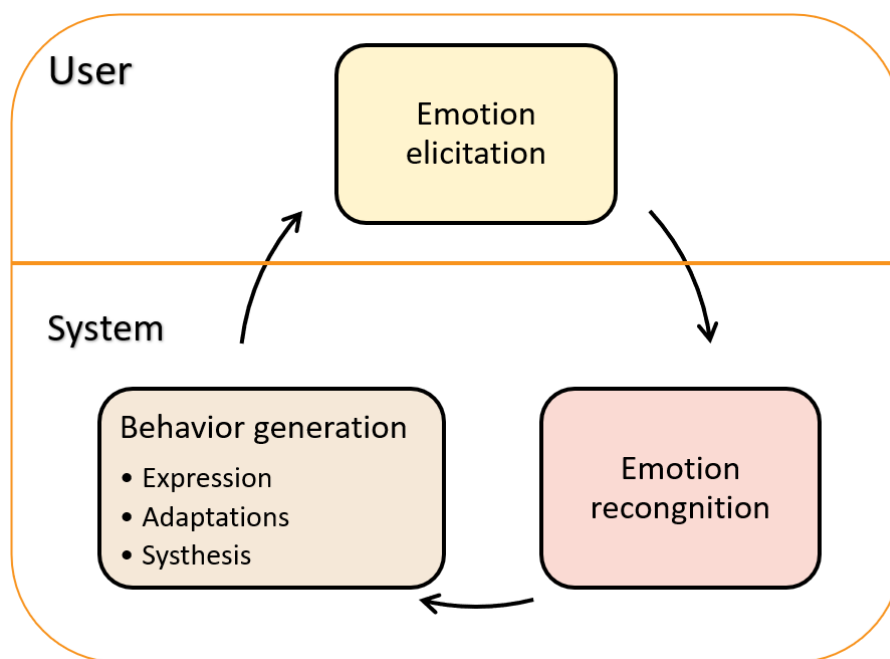 User
Emotion
elicitation
System
Behavior generation
• Expression
• Adaptations
• Systhesis
Emotion
recongnition